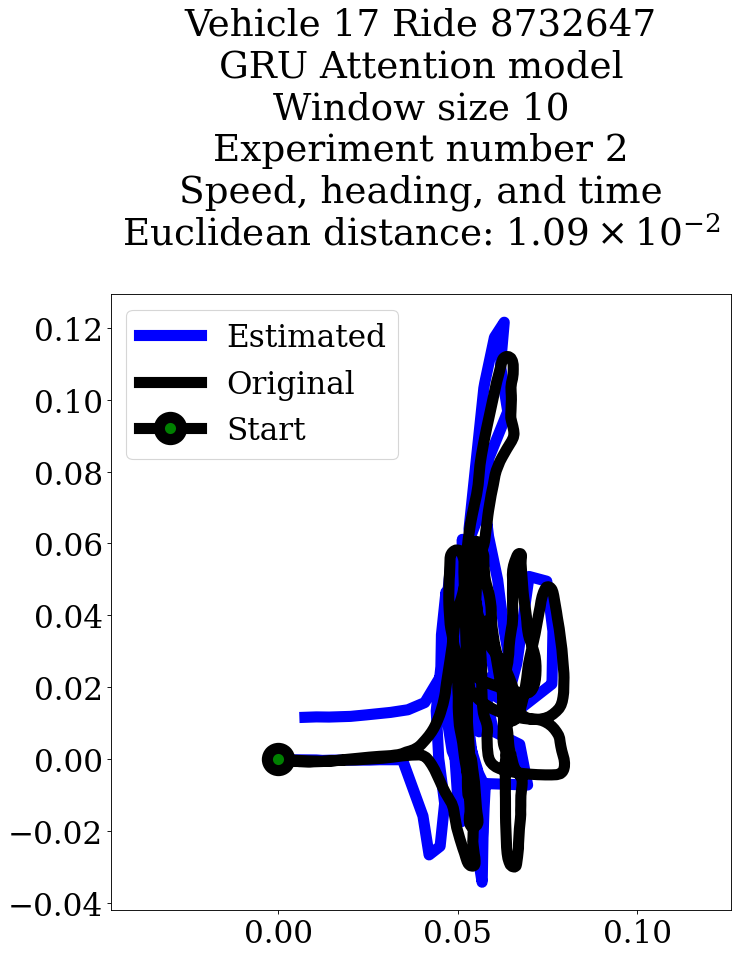 Vehicle 17 Ride 8732647
GRU Attention model
Window size 10
Experiment number 2
Speed, heading, and time
Euclidean distance: 1.09 × 10⁻²
Estimated
Original
Start
0.12
0.10
0.08
0.06
0.04
0.02
0.00
−0.02
−0.04
0.00 0.05 0.10